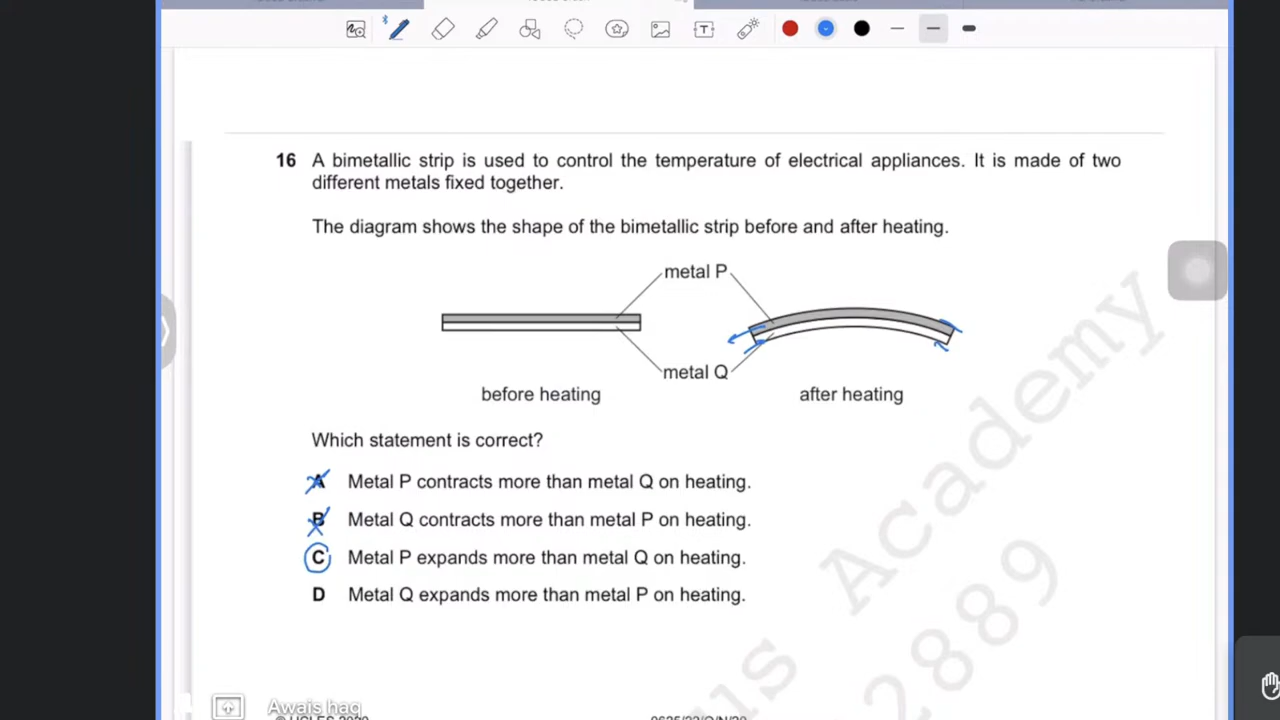 16 A bimetallic strip is used to control the temperature of electrical appliances. It is made of two
different metals fixed together.
The diagram shows the shape of the bimetallic strip before and after heating.
metal P
metal Q
before heating
after heating
Which statement is correct?
A Metal P contracts more than metal Q on heating.
B Metal Q contracts more than metal P on heating.
C Metal P expands more than metal Q on heating.
D Metal Q expands more than metal P on heating.
Academy
2889
Awais haq